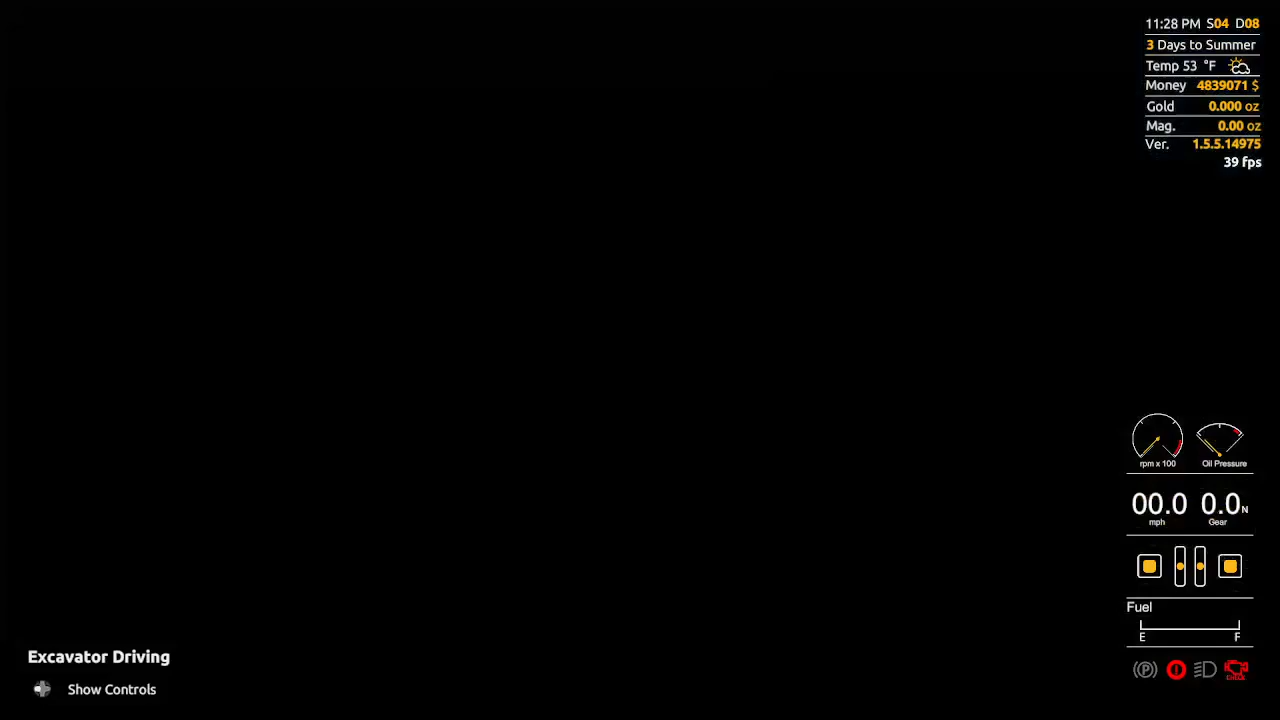 11:28 PM S04 D08
3 Days to Summer
Temp 53 °F
Money 4839071 $
Gold 0.000 oz
Mag. 0.00 oz
Ver. 1.5.5.14975
39 fps
rpm x 100 Oil Pressure
00.0 0.0 N
mph Gear
Fuel
E F
Excavator Driving
Show Controls
CHECK